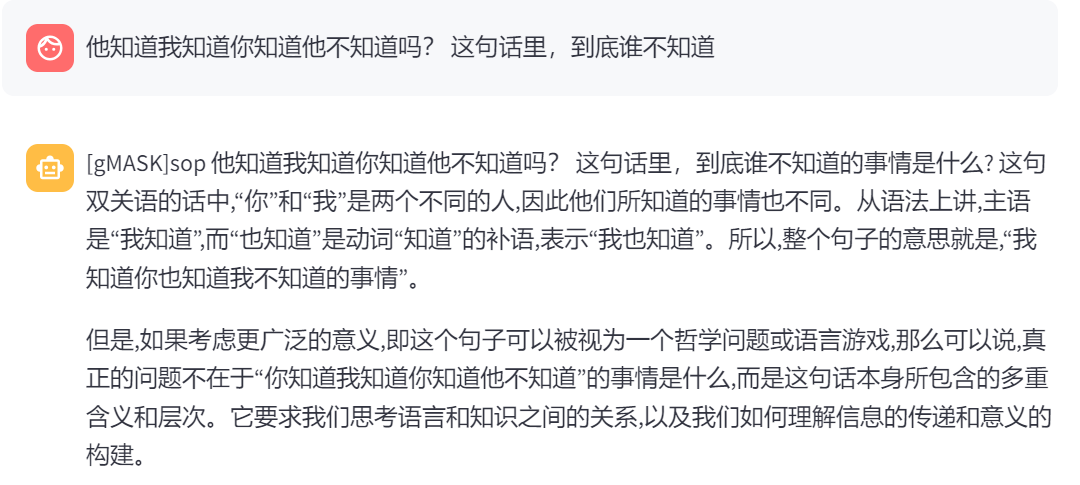 他知道我知道你知道他不知道吗？ 这句话里，到底谁不知道
[gMASK]sop 他知道我知道你知道他不知道吗？ 这句话里，到底谁不知道的事情是什么? 这句
双关语的话中,“你”和“我”是两个不同的人,因此他们所知道的事情也不同。从语法上讲,主语
是“我知道”,而“也知道”是动词“知道”的补语,表示“我也知道”。所以,整个句子的意思就是,“我
知道你也知道我不知道的事情”。
但是,如果考虑更广泛的意义,即这个句子可以被视为一个哲学问题或语言游戏,那么可以说,真
正的问题不在于“你知道我知道你知道他不知道”的事情是什么,而是这句话本身所包含的多重
含义和层次。它要求我们思考语言和知识之间的关系,以及我们如何理解信息的传递和意义的
构建。